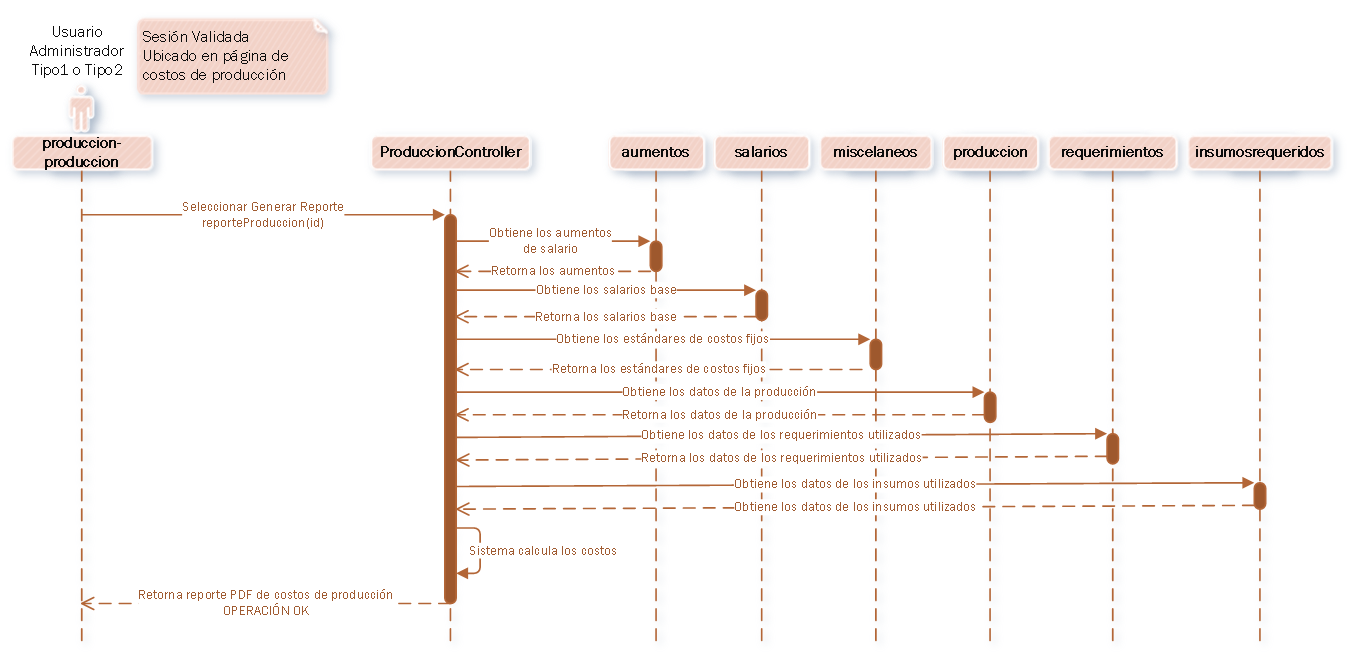 Usuario
Administrador
Tipo1 o Tipo2
Sesión Validada
Ubicado en página de
costos de producción
produccion-
produccion
ProduccionController
aumentos
salarios
miscelaneos
produccion
requerimientos
insumosrequeridos
Seleccionar Generar Reporte
reporteProduccion(id)
Obtiene los aumentos
de salario
Retorna los aumentos
Obtiene los salarios base
Retorna los salarios base
Obtiene los estándares de costos fijos
Retorna los estándares de costos fijos
Obtiene los datos de la producción
Retorna los datos de la producción
Obtiene los datos de los requerimientos utilizados
Retorna los datos de los requerimientos utilizados
Obtiene los datos de los insumos utilizados
Obtiene los datos de los insumos utilizados
Sistema calcula los costos
Retorna reporte PDF de costos de producción
OPERACIÓN OK